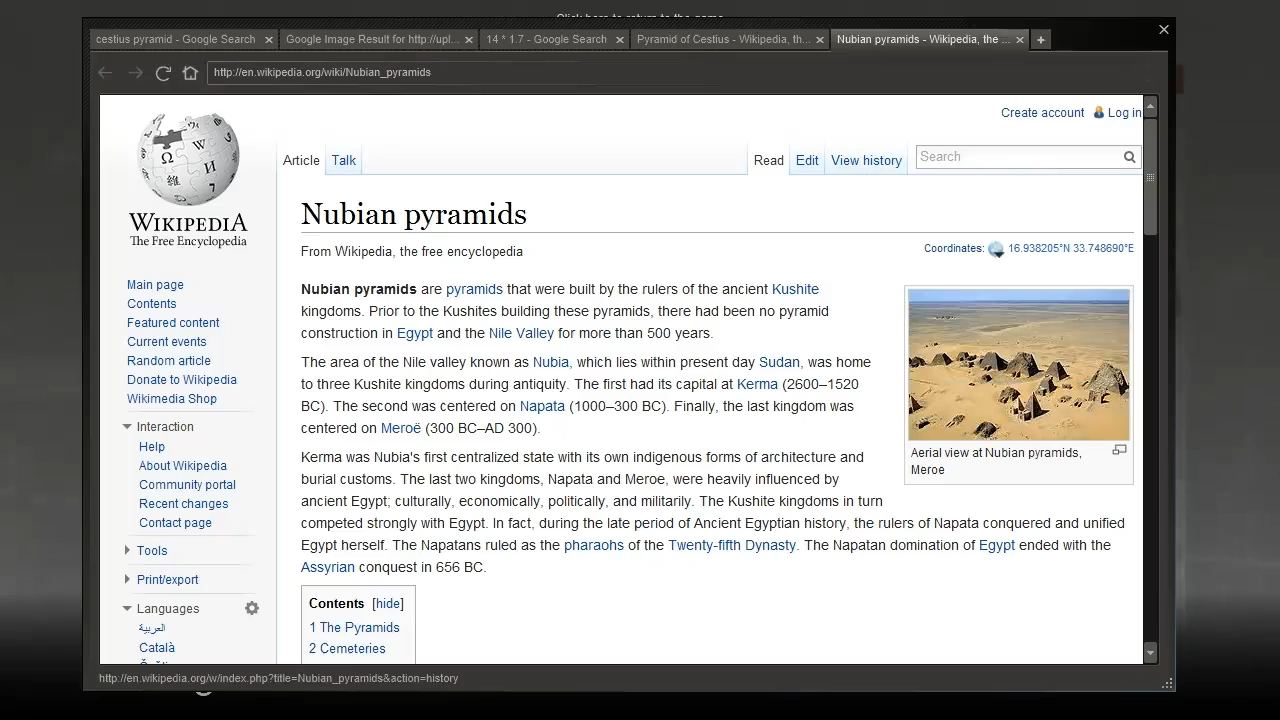 Click here to return to the game
cestius pyramid - Google Search
Google Image Result for http://upl...
14 * 1.7 - Google Search
Pyramid of Cestius - Wikipedia, th...
Nubian pyramids - Wikipedia, the ...
http://en.wikipedia.org/wiki/Nubian_pyramids
Create account Log in
Article Talk Read Edit View history Search
WIKIPEDIA
The Free Encyclopedia
Nubian pyramids
From Wikipedia, the free encyclopedia
Coordinates: 16.938205°N 33.748690°E
Nubian pyramids are pyramids that were built by the rulers of the ancient Kushite
kingdoms. Prior to the Kushites building these pyramids, there had been no pyramid
construction in Egypt and the Nile Valley for more than 500 years.
The area of the Nile valley known as Nubia, which lies within present day Sudan, was home
to three Kushite kingdoms during antiquity. The first had its capital at Kerma (2600–1520
BC). The second was centered on Napata (1000–300 BC). Finally, the last kingdom was
centered on Meroë (300 BC–AD 300).
Kerma was Nubia's first centralized state with its own indigenous forms of architecture and
burial customs. The last two kingdoms, Napata and Meroe, were heavily influenced by
ancient Egypt; culturally, economically, politically, and militarily. The Kushite kingdoms in turn
competed strongly with Egypt. In fact, during the late period of Ancient Egyptian history, the rulers of Napata conquered and unified
Egypt herself. The Napatans ruled as the pharaohs of the Twenty-fifth Dynasty. The Napatan domination of Egypt ended with the
Assyrian conquest in 656 BC.
Aerial view at Nubian pyramids,
Meroe
Contents [hide]
1 The Pyramids
2 Cemeteries
Main page
Contents
Featured content
Current events
Random article
Donate to Wikipedia
Wikimedia Shop
Interaction
Help
About Wikipedia
Community portal
Recent changes
Contact page
Tools
Print/export
Languages
العربية
Català
http://en.wikipedia.org/w/index.php?title=Nubian_pyramids&action=history